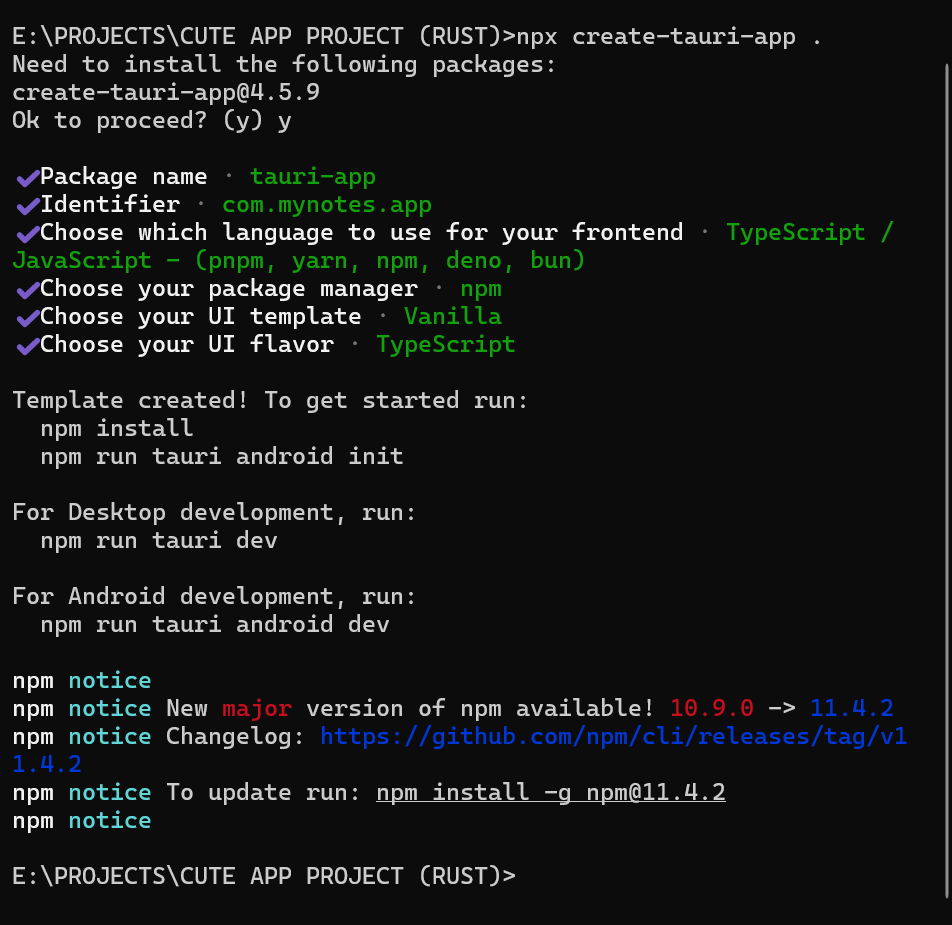 E:\PROJECTS\CUTE APP PROJECT (RUST)>npx create-tauri-app .
Need to install the following packages:
create-tauri-app@4.5.9
Ok to proceed? (y) y
✔Package name · tauri-app
✔Identifier · com.mynotes.app
✔Choose which language to use for your frontend · TypeScript /
JavaScript - (pnpm, yarn, npm, deno, bun)
✔Choose your package manager · npm
✔Choose your UI template · Vanilla
✔Choose your UI flavor · TypeScript
Template created! To get started run:
npm install
npm run tauri android init
For Desktop development, run:
npm run tauri dev
For Android development, run:
npm run tauri android dev
npm notice
npm notice New major version of npm available! 10.9.0 -> 11.4.2
npm notice Changelog: https://github.com/npm/cli/releases/tag/v1
1.4.2
npm notice To update run: npm install -g npm@11.4.2
npm notice
E:\PROJECTS\CUTE APP PROJECT (RUST)>